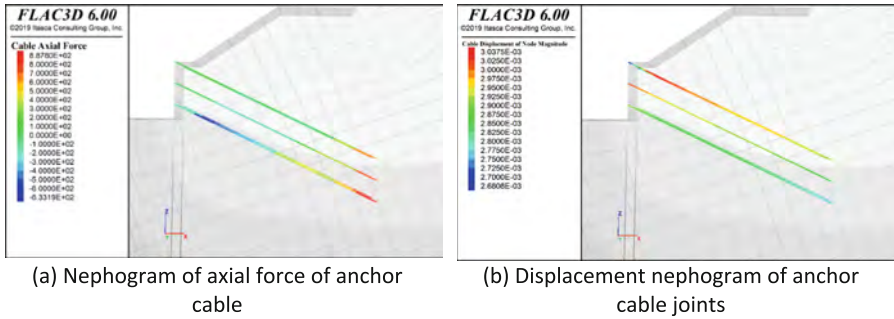 FLAC3D 6.00
©2019 Itasca Consulting Group, Inc.
Cable Axial Force
8.8760E+02
8.0000E+02
7.0000E+02
6.0000E+02
5.0000E+02
4.0000E+02
3.0000E+02
2.0000E+02
1.0000E+02
0.0000E+00
-1.0000E+02
-2.0000E+02
-3.0000E+02
-4.0000E+02
-5.0000E+02
-6.0000E+02
-6.3319E+02
Z
X
(a) Nephogram of axial force of anchor
cable
FLAC3D 6.00
©2019 Itasca Consulting Group, Inc.
Cable Displacement of Node Magnitude
3.0375E-03
3.0250E-03
3.0000E-03
2.9750E-03
2.9500E-03
2.9250E-03
2.9000E-03
2.8750E-03
2.8500E-03
2.8250E-03
2.8000E-03
2.7750E-03
2.7500E-03
2.7250E-03
2.7000E-03
2.6808E-03
Z
X
(b) Displacement nephogram of anchor
cable joints